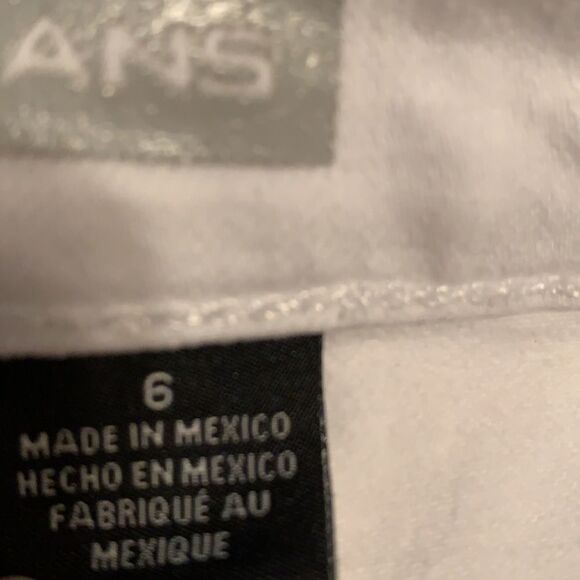 ANS
6
MADE IN MEXICO
HECHO EN MEXICO
FABRIQUÉ AU
MEXIQUE